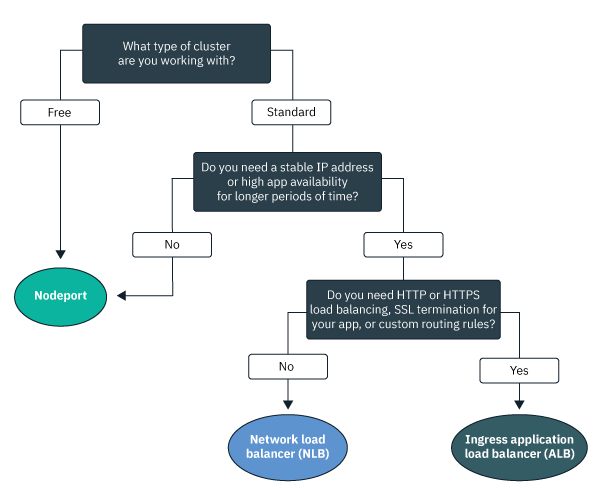 What type of cluster
are you working with?
Free
Standard
Do you need a stable IP address
or high app availability
for longer periods of time?
No
Yes
Nodeport
Do you need HTTP or HTTPS
load balancing, SSL termination for
your app, or custom routing rules?
No
Yes
Network load
balancer (NLB)
Ingress application
load balancer (ALB)